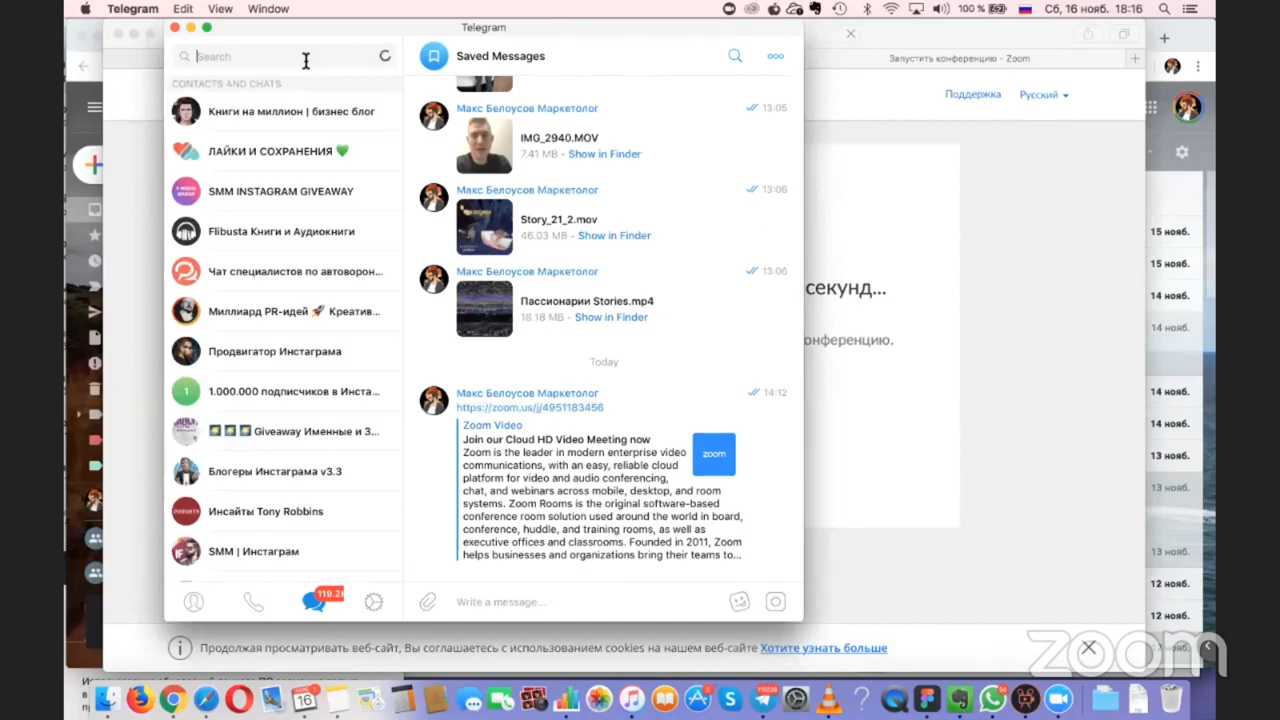 Telegram Edit View Window
100 % Сб, 16 нояб. 18:16
Telegram
Search
Saved Messages
Запустить конференцию - Zoom
CONTACTS AND CHATS
Поддержка Русский
Книги на миллион | бизнес блог
ЛАЙКИ И СОХРАНЕНИЯ 💚
SMM INSTAGRAM GIVEAWAY
Flibusta Книги и Аудиокниги
Чат специалистов по автоворон...
Миллиард PR-идей 🚀 Креатив...
Продвигатор Инстаграма
1
1.000.000 подписчиков в Инста...
Giveaway Именные и З...
Блогеры Инстаграма v3.3
Инсайты Tony Robbins
SMM | Инстаграм
119.2K
Макс Белоусов Маркетолог 13:05
IMG_2940.MOV
7.41 MB - Show in Finder
Макс Белоусов Маркетолог 13:06
Story_21_2.mov
46.03 MB - Show in Finder
Макс Белоусов Маркетолог 13:06
Пассионарии Stories.mp4
18.18 MB - Show in Finder
Today
Макс Белоусов Маркетолог 14:12
https://zoom.us/j/4951183456
Zoom Video
Join our Cloud HD Video Meeting now
Zoom is the leader in modern enterprise video
communications, with an easy, reliable cloud
platform for video and audio conferencing,
chat, and webinars across mobile, desktop, and room
systems. Zoom Rooms is the original software-based
conference room solution used around the world in board,
conference, huddle, and training rooms, as well as
executive offices and classrooms. Founded in 2011, Zoom
helps businesses and organizations bring their teams to...
zoom
Write a message...
секунд...
онференцию.
15 нояб.
15 нояб.
14 нояб.
14 нояб.
14 нояб.
14 нояб.
13 нояб.
13 нояб.
13 нояб.
12 нояб.
12 нояб.
Продолжая просматривать веб-сайт, Вы соглашаетесь с использованием cookies на нашем веб-сайте Хотите узнать больше
zoom
16